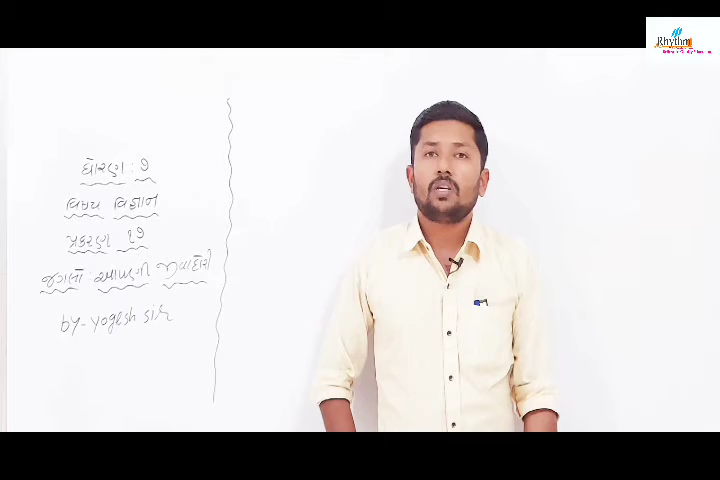 Rhythm
ધોરણ : ૭
વિષય વિજ્ઞાન
પ્રકરણ ૧૭
જંગલો : આપણી જીવાદોરી
by - yogesh sir